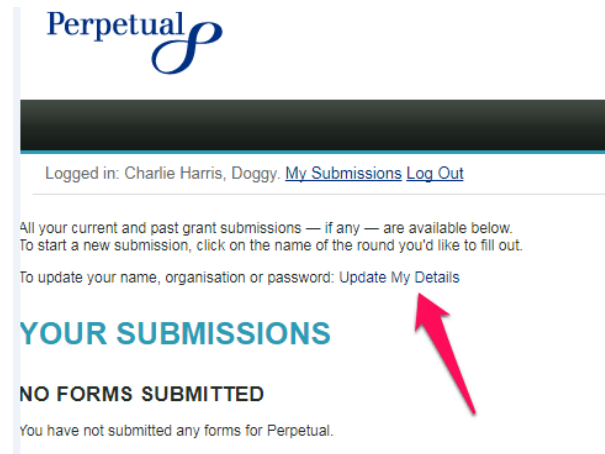 Perpetual
Logged in: Charlie Harris, Doggy. My Submissions Log Out
All your current and past grant submissions — if any — are available below.
To start a new submission, click on the name of the round you'd like to fill out.
To update your name, organisation or password: Update My Details
YOUR SUBMISSIONS
NO FORMS SUBMITTED
You have not submitted any forms for Perpetual.